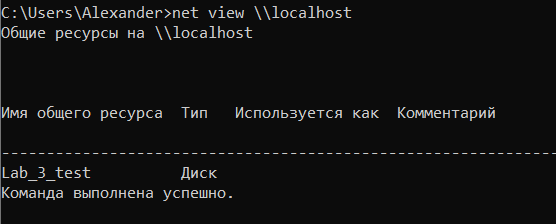 C:\Users\Alexander>net view \\localhost
Общие ресурсы на \\localhost
Имя общего ресурса  Тип   Используется как  Комментарий
-------------------------------------------------------------------------------
Lab_3_test          Диск
Команда выполнена успешно.